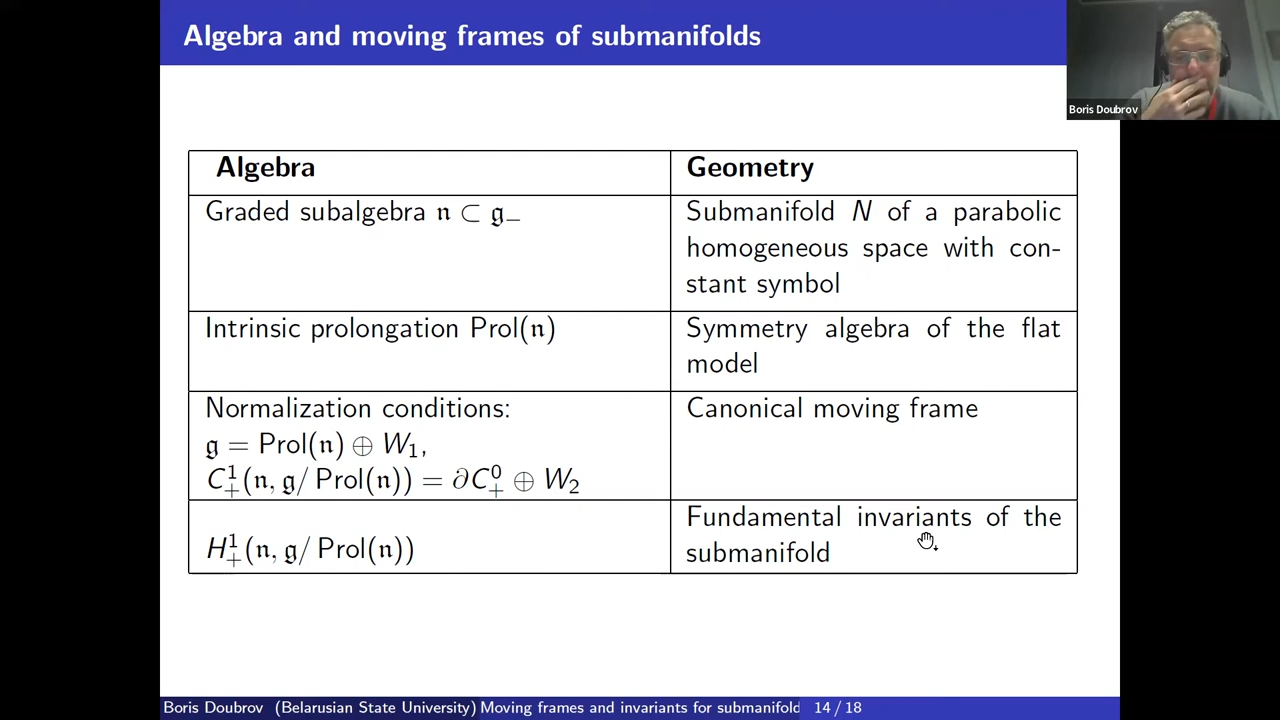 Algebra and moving frames of submanifolds
Boris Doubrov
Algebra
Geometry
Graded subalgebra 𝔫 ⊂ 𝔤₋
Submanifold N of a parabolic
homogeneous space with con-
stant symbol
Intrinsic prolongation Prol(𝔫)
Symmetry algebra of the flat
model
Normalization conditions:
𝔤 = Prol(𝔫) ⊕ W₁,
C¹₊(𝔫, 𝔤/ Prol(𝔫)) = ∂C⁰₊ ⊕ W₂
Canonical moving frame
H¹₊(𝔫, 𝔤/ Prol(𝔫))
Fundamental invariants of the
submanifold
Boris Doubrov (Belarusian State University) Moving frames and invariants for submanifold 14 / 18